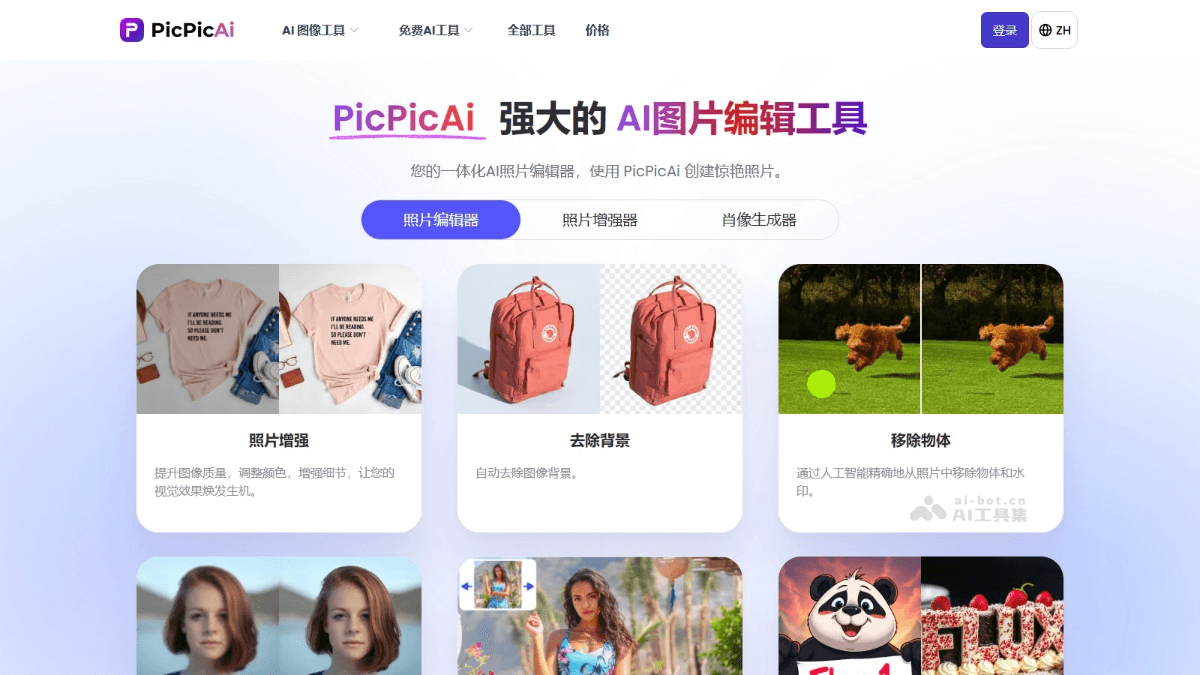 PicPicAi
AI 图像工具
免费AI工具
全部工具
价格
登录
ZH
PicPicAi 强大的 AI图片编辑工具
您的一体化AI照片编辑器，使用 PicPicAi 创建惊艳照片。
照片编辑器
照片增强器
肖像生成器
IF ANYONE NEEDS ME
I'LL BE READING.
SO PLEASE DON'T
NEED ME.
IF ANYONE NEEDS ME
I'LL BE READING.
SO PLEASE DON'T
NEED ME.
照片增强
提升图像质量，调整颜色，增强细节，让您的
视觉效果焕发生机。
去除背景
自动去除图像背景。
移除物体
通过人工智能精确地从照片中移除物体和水
印。
ai-bot.cn
AI工具集
FLUX